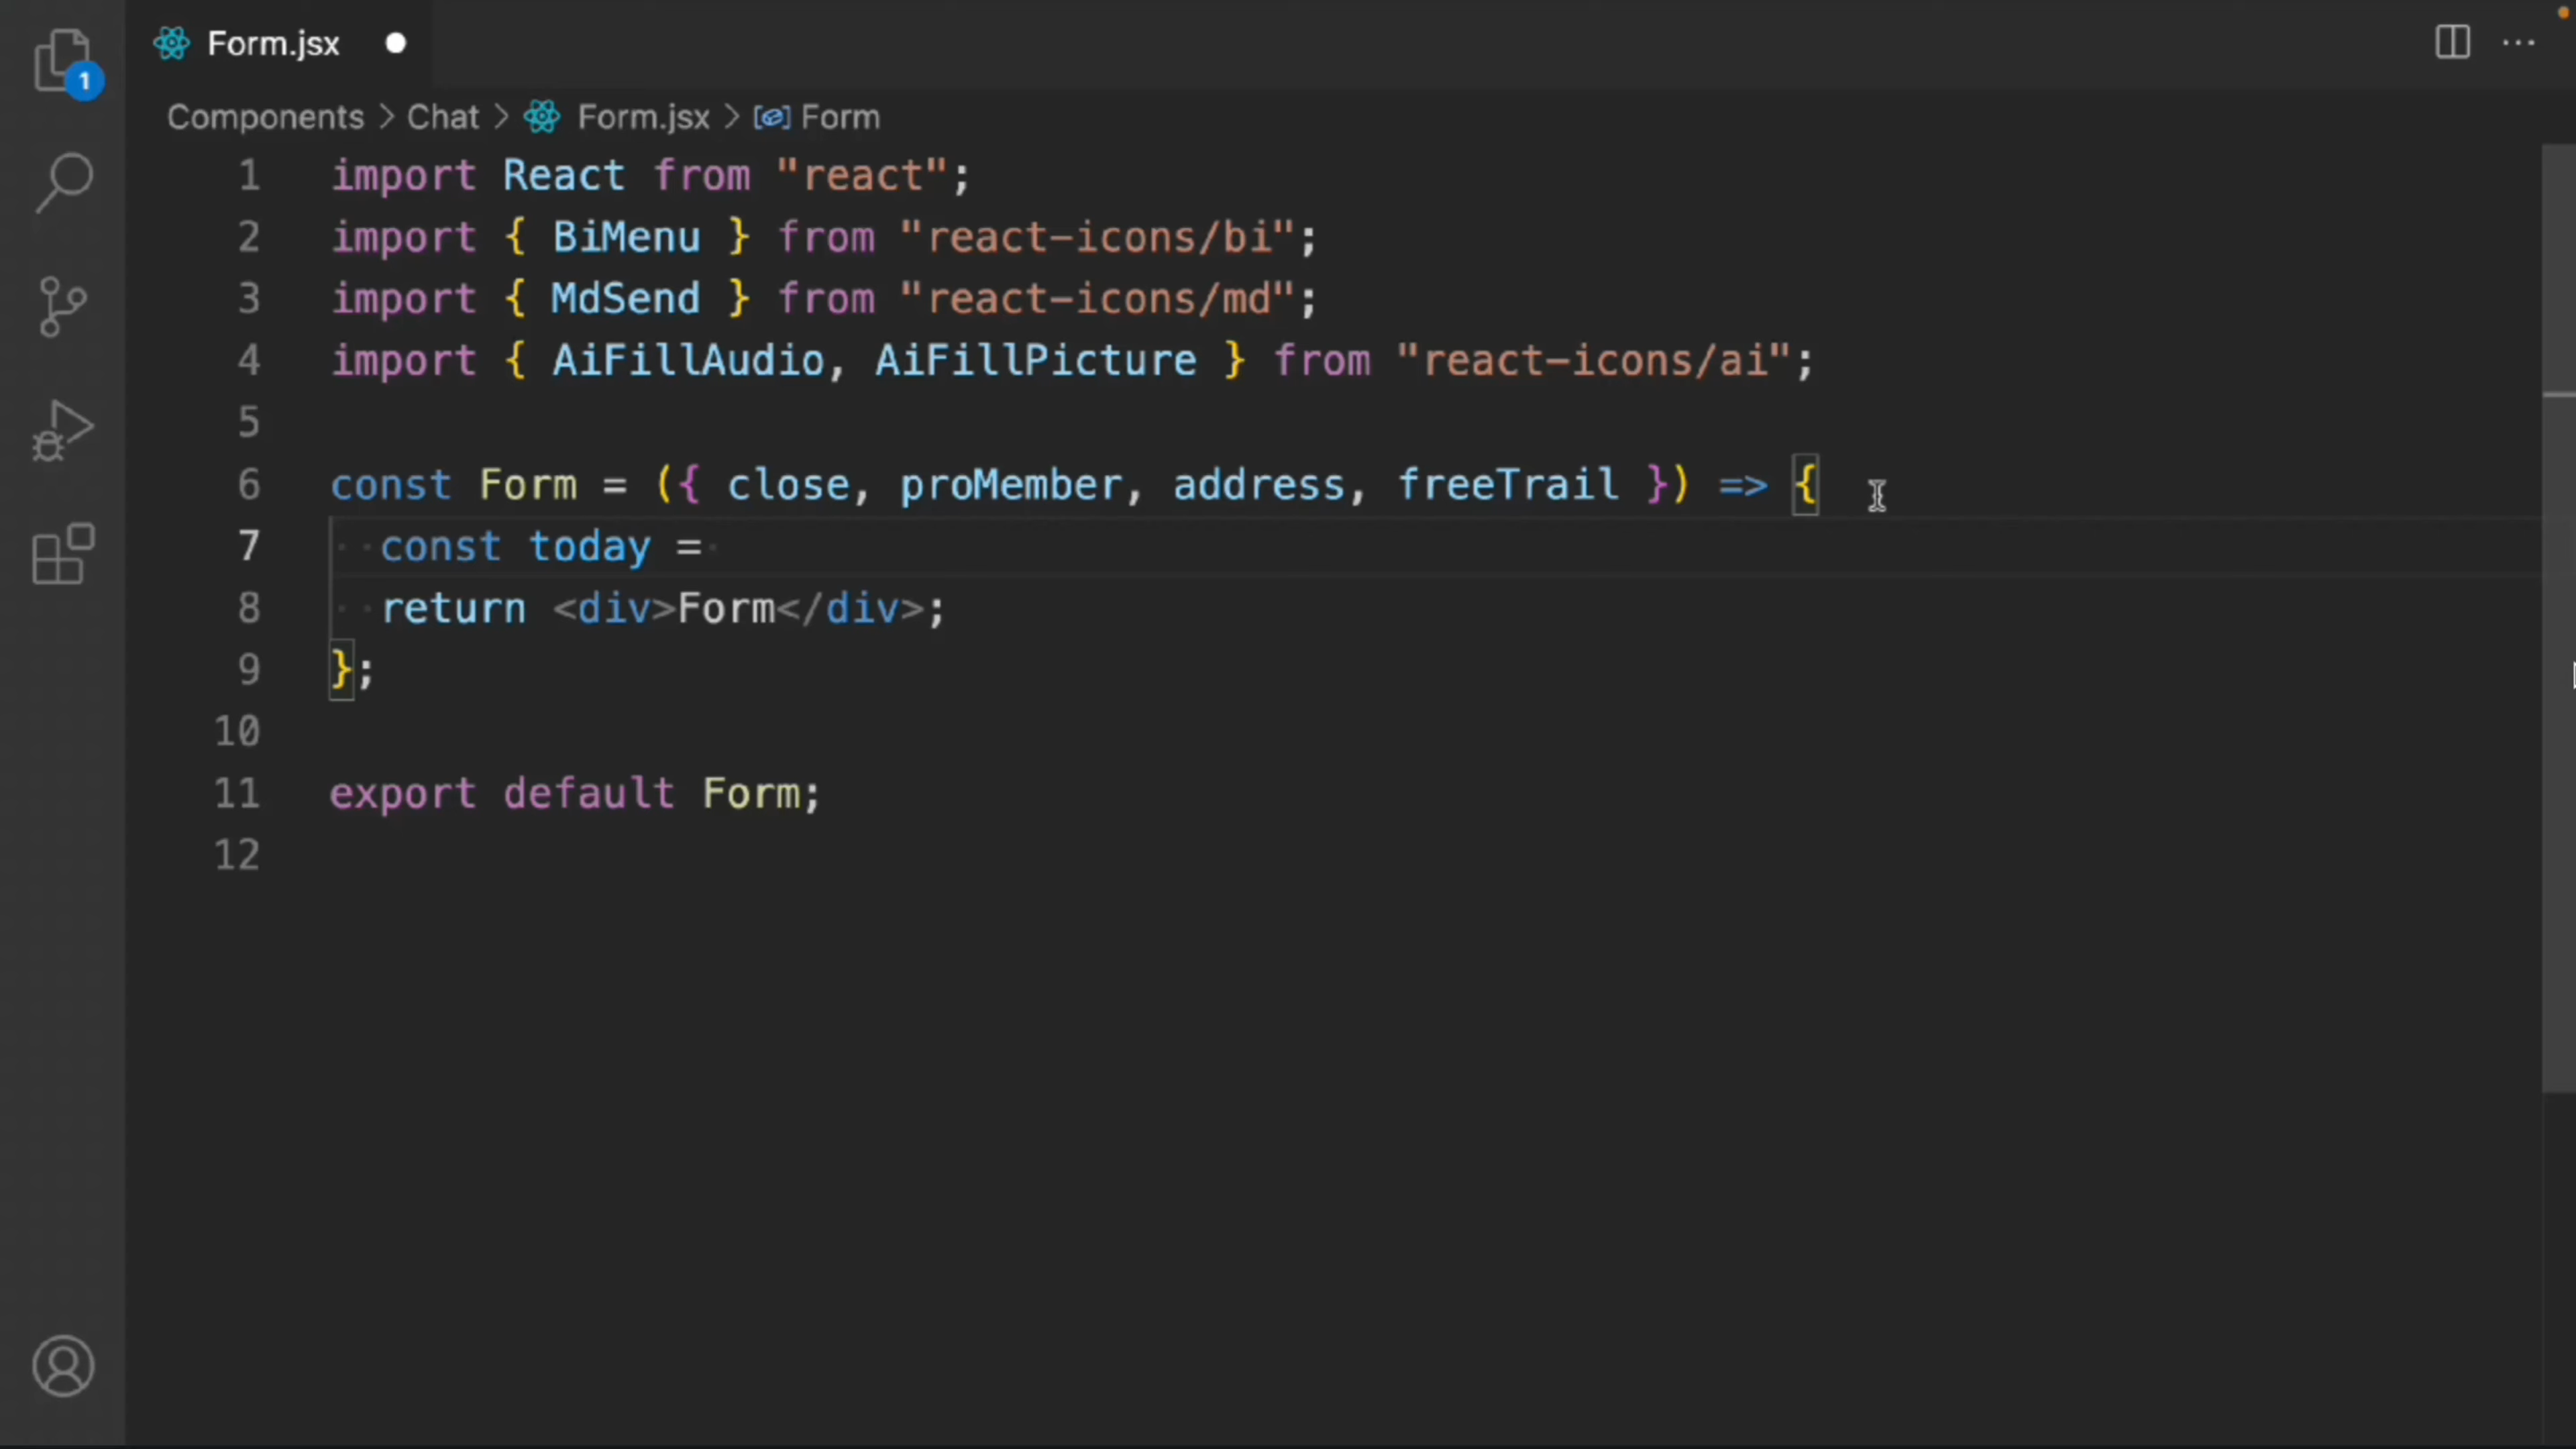 Form.jsx
1
Components > Chat > Form.jsx > Form
1 import React from "react";
2 import { BiMenu } from "react-icons/bi";
3 import { MdSend } from "react-icons/md";
4 import { AiFillAudio, AiFillPicture } from "react-icons/ai";
5
6 const Form = ({ close, proMember, address, freeTrail }) => {
7 const today =
8 return <div>Form</div>;
9 };
10
11 export default Form;
12